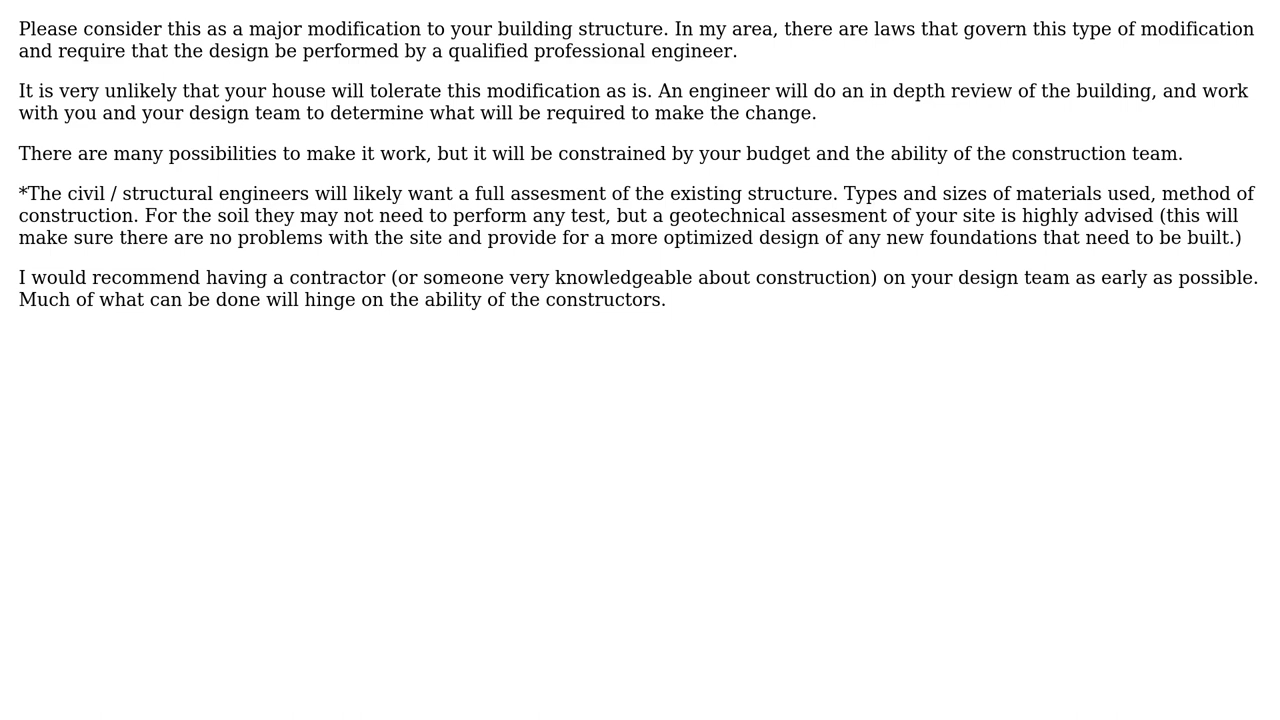 Please consider this as a major modification to your building structure. In my area, there are laws that govern this type of modification
and require that the design be performed by a qualified professional engineer.
It is very unlikely that your house will tolerate this modification as is. An engineer will do an in depth review of the building, and work
with you and your design team to determine what will be required to make the change.
There are many possibilities to make it work, but it will be constrained by your budget and the ability of the construction team.
*The civil / structural engineers will likely want a full assesment of the existing structure. Types and sizes of materials used, method of
construction. For the soil they may not need to perform any test, but a geotechnical assesment of your site is highly advised (this will
make sure there are no problems with the site and provide for a more optimized design of any new foundations that need to be built.)
I would recommend having a contractor (or someone very knowledgeable about construction) on your design team as early as possible.
Much of what can be done will hinge on the ability of the constructors.